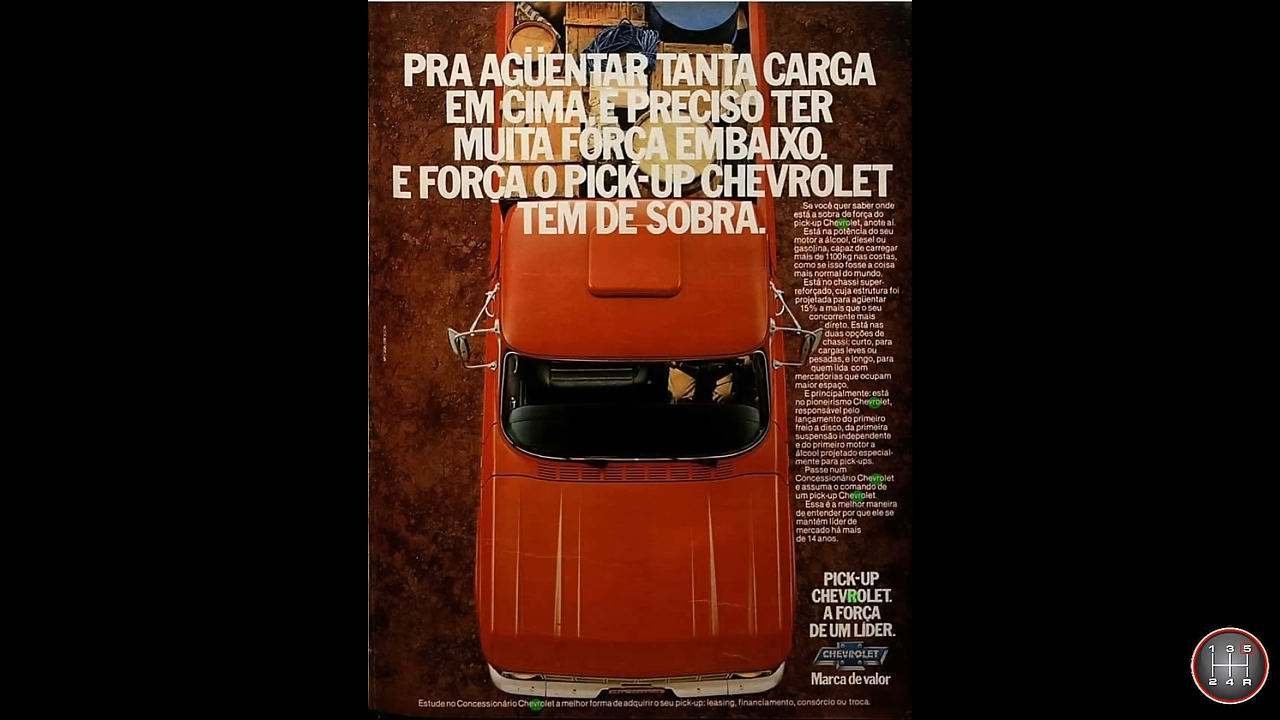 PRA AGÜENTAR TANTA CARGA
EM CIMA, É PRECISO TER
MUITA FORÇA EMBAIXO.
E FORÇA O PICK-UP CHEVROLET
TEM DE SOBRA.
Se você quer saber onde
está a sobra de força do
pick-up Chevrolet, anote aí.
Está na potência do seu
motor a álcool, diesel ou
gasolina, capaz de carregar
mais de 1100 kg nas costas,
como se isso fosse a coisa
mais normal do mundo.
Está no chassi super-
reforçado, cuja estrutura foi
projetada para agüentar
15% a mais que o seu
concorrente mais
direto. Está nas
duas opções de
chassi: curto, para
cargas leves ou
pesadas, e longo, para
quem lida com
mercadorias que ocupam
maior espaço.
E principalmente: está
no pioneirismo Chevrolet,
responsável pelo
lançamento do primeiro
freio a disco, da primeira
suspensão independente
e do primeiro motor a
álcool projetado especial-
mente para pick-ups.
Passe num
Concessionário Chevrolet
e assuma o comando de
um pick-up Chevrolet.
Essa é a melhor maneira
de entender por que ele se
mantém líder de
mercado há mais
de 14 anos.
PICK-UP
CHEVROLET.
A FORÇA
DE UM LÍDER.
CHEVROLET
Marca de valor
Estude no Concessionário Chevrolet a melhor forma de adquirir o seu pick-up: leasing, financiamento, consórcio ou troca.
1 3 5
2 4 R